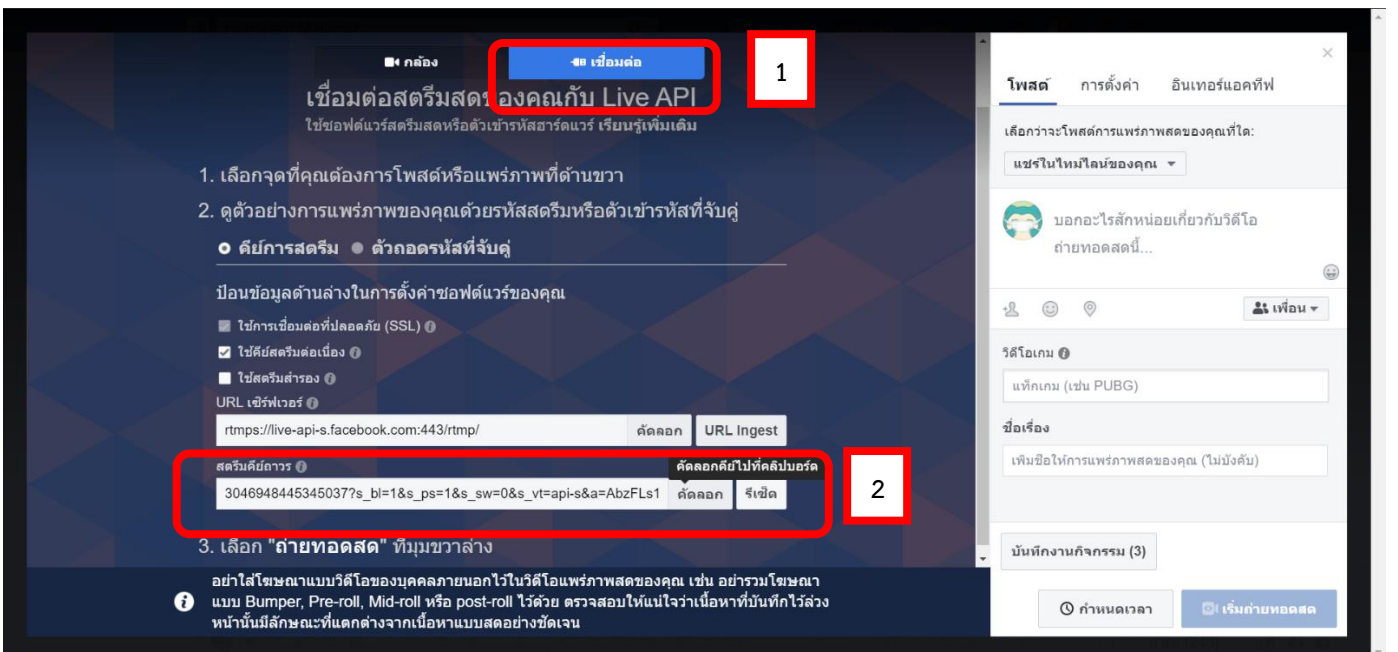 กล้อง
เชื่อมต่อ
1
เชื่อมต่อสตรีมสดของคุณกับ Live API
ใช้ซอฟต์แวร์สตรีมสดหรือตัวเข้ารหัสฮาร์ดแวร์ เรียนรู้เพิ่มเติม
1. เลือกจุดที่คุณต้องการโพสต์หรือแพร่ภาพที่ด้านขวา
2. ดูตัวอย่างการแพร่ภาพของคุณด้วยรหัสสตรีมหรือตัวเข้ารหัสที่จับคู่
คีย์การสตรีม ตัวถอดรหัสที่จับคู่
ป้อนข้อมูลด้านล่างในการตั้งค่าซอฟต์แวร์ของคุณ
ใช้การเชื่อมต่อที่ปลอดภัย (SSL)
ใช้คีย์สตรีมต่อเนื่อง
ใช้สตรีมสำรอง
URL เซิร์ฟเวอร์
rtmps://live-api-s.facebook.com:443/rtmp/ คัดลอก URL Ingest
สตรีมคีย์ถาวร คัดลอกคีย์ไปที่คลิปบอร์ด
3046948445345037?s_bl=1&s_ps=1&s_sw=0&s_vt=api-s&a=AbzFLs1 คัดลอก รีเซ็ต
2
3. เลือก "ถ่ายทอดสด" ที่มุมขวาล่าง
อย่าใส่โฆษณาแบบวิดีโอของบุคคลภายนอกไว้ในวิดีโอแพร่ภาพสดของคุณ เช่น อย่ารวมโฆษณา
แบบ Bumper, Pre-roll, Mid-roll หรือ post-roll ไว้ด้วย ตรวจสอบให้แน่ใจว่าเนื้อหาที่บันทึกไว้ล่วง
หน้านั้นมีลักษณะที่แตกต่างจากเนื้อหาแบบสดอย่างชัดเจน
โพสต์ การตั้งค่า อินเทอร์แอคทีฟ
เลือกว่าจะโพสต์การแพร่ภาพสดของคุณที่ใด:
แชร์ในไทม์ไลน์ของคุณ
บอกอะไรสักหน่อยเกี่ยวกับวิดีโอ
ถ่ายทอดสดนี้...
เพื่อน
วิดีโอเกม
แท็กเกม (เช่น PUBG)
ชื่อเรื่อง
เพิ่มชื่อให้การแพร่ภาพสดของคุณ (ไม่บังคับ)
บันทึกงานกิจกรรม (3)
กำหนดเวลา
เริ่มถ่ายทอดสด